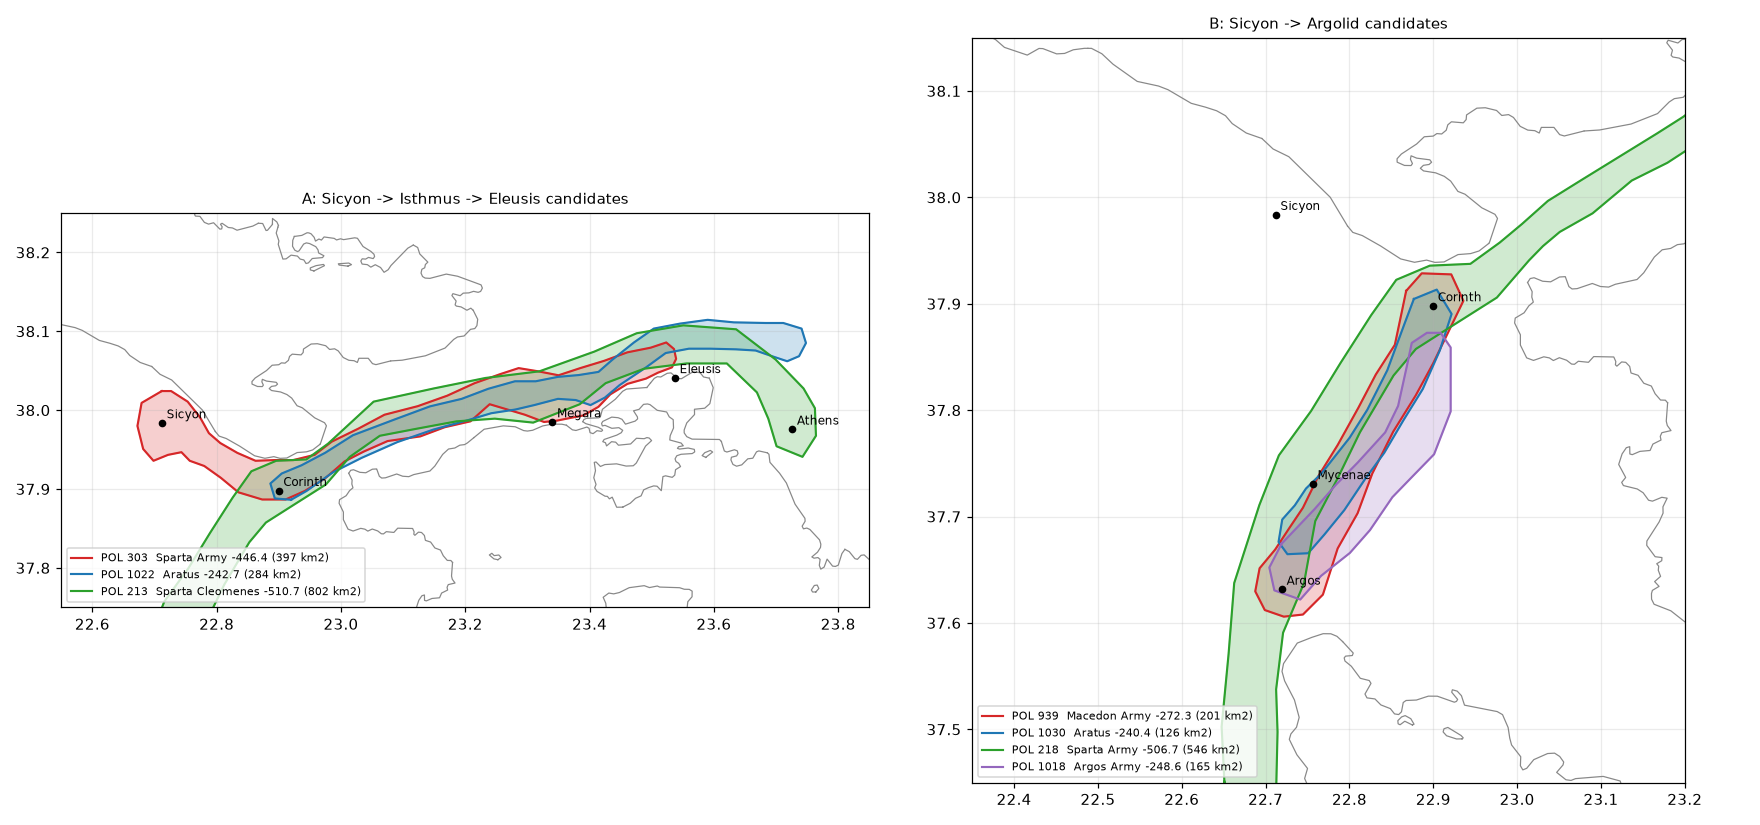 A: Sicyon -> Isthmus -> Eleusis candidates
38.2
38.1
38.0
37.9
37.8
Sicyon
Corinth
Megara
Eleusis
Athens
POL 303 Sparta Army -446.4 (397 km2)
POL 1022 Aratus -242.7 (284 km2)
POL 213 Sparta Cleomenes -510.7 (802 km2)
22.6 22.8 23.0 23.2 23.4 23.6 23.8
B: Sicyon -> Argolid candidates
38.1
38.0
37.9
37.8
37.7
37.6
37.5
Sicyon
Corinth
Mycenae
Argos
POL 939 Macedon Army -272.3 (201 km2)
POL 1030 Aratus -240.4 (126 km2)
POL 218 Sparta Army -506.7 (546 km2)
POL 1018 Argos Army -248.6 (165 km2)
22.4 22.5 22.6 22.7 22.8 22.9 23.0 23.1 23.2